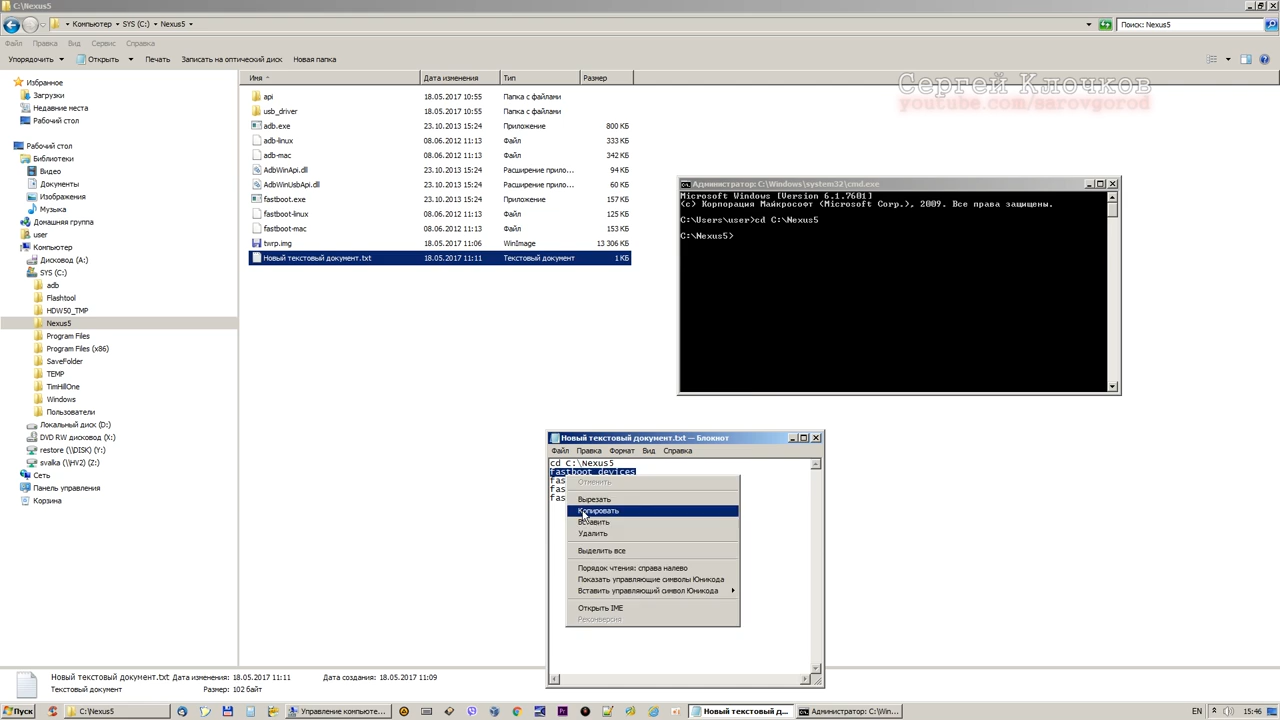 C:\Nexus5
Компьютер
SYS (C:)
Nexus5
Поиск: Nexus5
Файл
Правка
Вид
Сервис
Справка
Упорядочить
Открыть
Печать
Записать на оптический диск
Новая папка
Сергей Клочков
youtube.com/sarovgorod
Избранное
Загрузки
Недавние места
Рабочий стол
Рабочий стол
Библиотеки
Видео
Документы
Изображения
Музыка
Домашняя группа
user
Компьютер
Дисковод (A:)
SYS (C:)
adb
Flashtool
HDW50_TMP
Nexus5
Program Files
Program Files (x86)
SaveFolder
TEMP
TimHillOne
Windows
Пользователи
Локальный диск (D:)
DVD RW дисковод (X:)
restore (\\DISK) (Y:)
svalka (\\HV2) (Z:)
Сеть
Панель управления
Корзина
Имя Дата изменения Тип Размер
api 18.05.2017 10:55 Папка с файлами
usb_driver 18.05.2017 10:55 Папка с файлами
adb.exe 23.10.2013 15:24 Приложение 800 КБ
adb-linux 08.06.2012 11:13 Файл 333 КБ
adb-mac 08.06.2012 11:13 Файл 342 КБ
AdbWinApi.dll 23.10.2013 15:24 Расширение прило... 94 КБ
AdbWinUsbApi.dll 23.10.2013 15:24 Расширение прило... 60 КБ
fastboot.exe 23.10.2013 15:24 Приложение 157 КБ
fastboot-linux 08.06.2012 11:13 Файл 125 КБ
fastboot-mac 08.06.2012 11:13 Файл 153 КБ
twrp.img 18.05.2017 11:06 WinImage 13 306 КБ
Новый текстовый документ.txt 18.05.2017 11:11 Текстовый документ 1 КБ
Администратор: C:\Windows\system32\cmd.exe
Microsoft Windows [Version 6.1.7601]
(c) Корпорация Майкрософт (Microsoft Corp.), 2009. Все права защищены.
C:\Users\user>cd C:\Nexus5
C:\Nexus5>
Новый текстовый документ.txt — Блокнот
Файл Правка Формат Вид Справка
cd C:\Nexus5
fastboot devices
fas
fas
fas
Отменить
Вырезать
Копировать
Вставить
Удалить
Выделить все
Порядок чтения: справа налево
Показать управляющие символы Юникода
Вставить управляющий символ Юникода
Открыть IME
Реконверсия
Новый текстовый документ.txt Дата изменения: 18.05.2017 11:11 Дата создания: 18.05.2017 11:09
Текстовый документ Размер: 102 байт
Пуск
C:\Nexus5
Управление компьюте...
Новый текстовый д...
Администратор: C:\Win...
EN
15:46